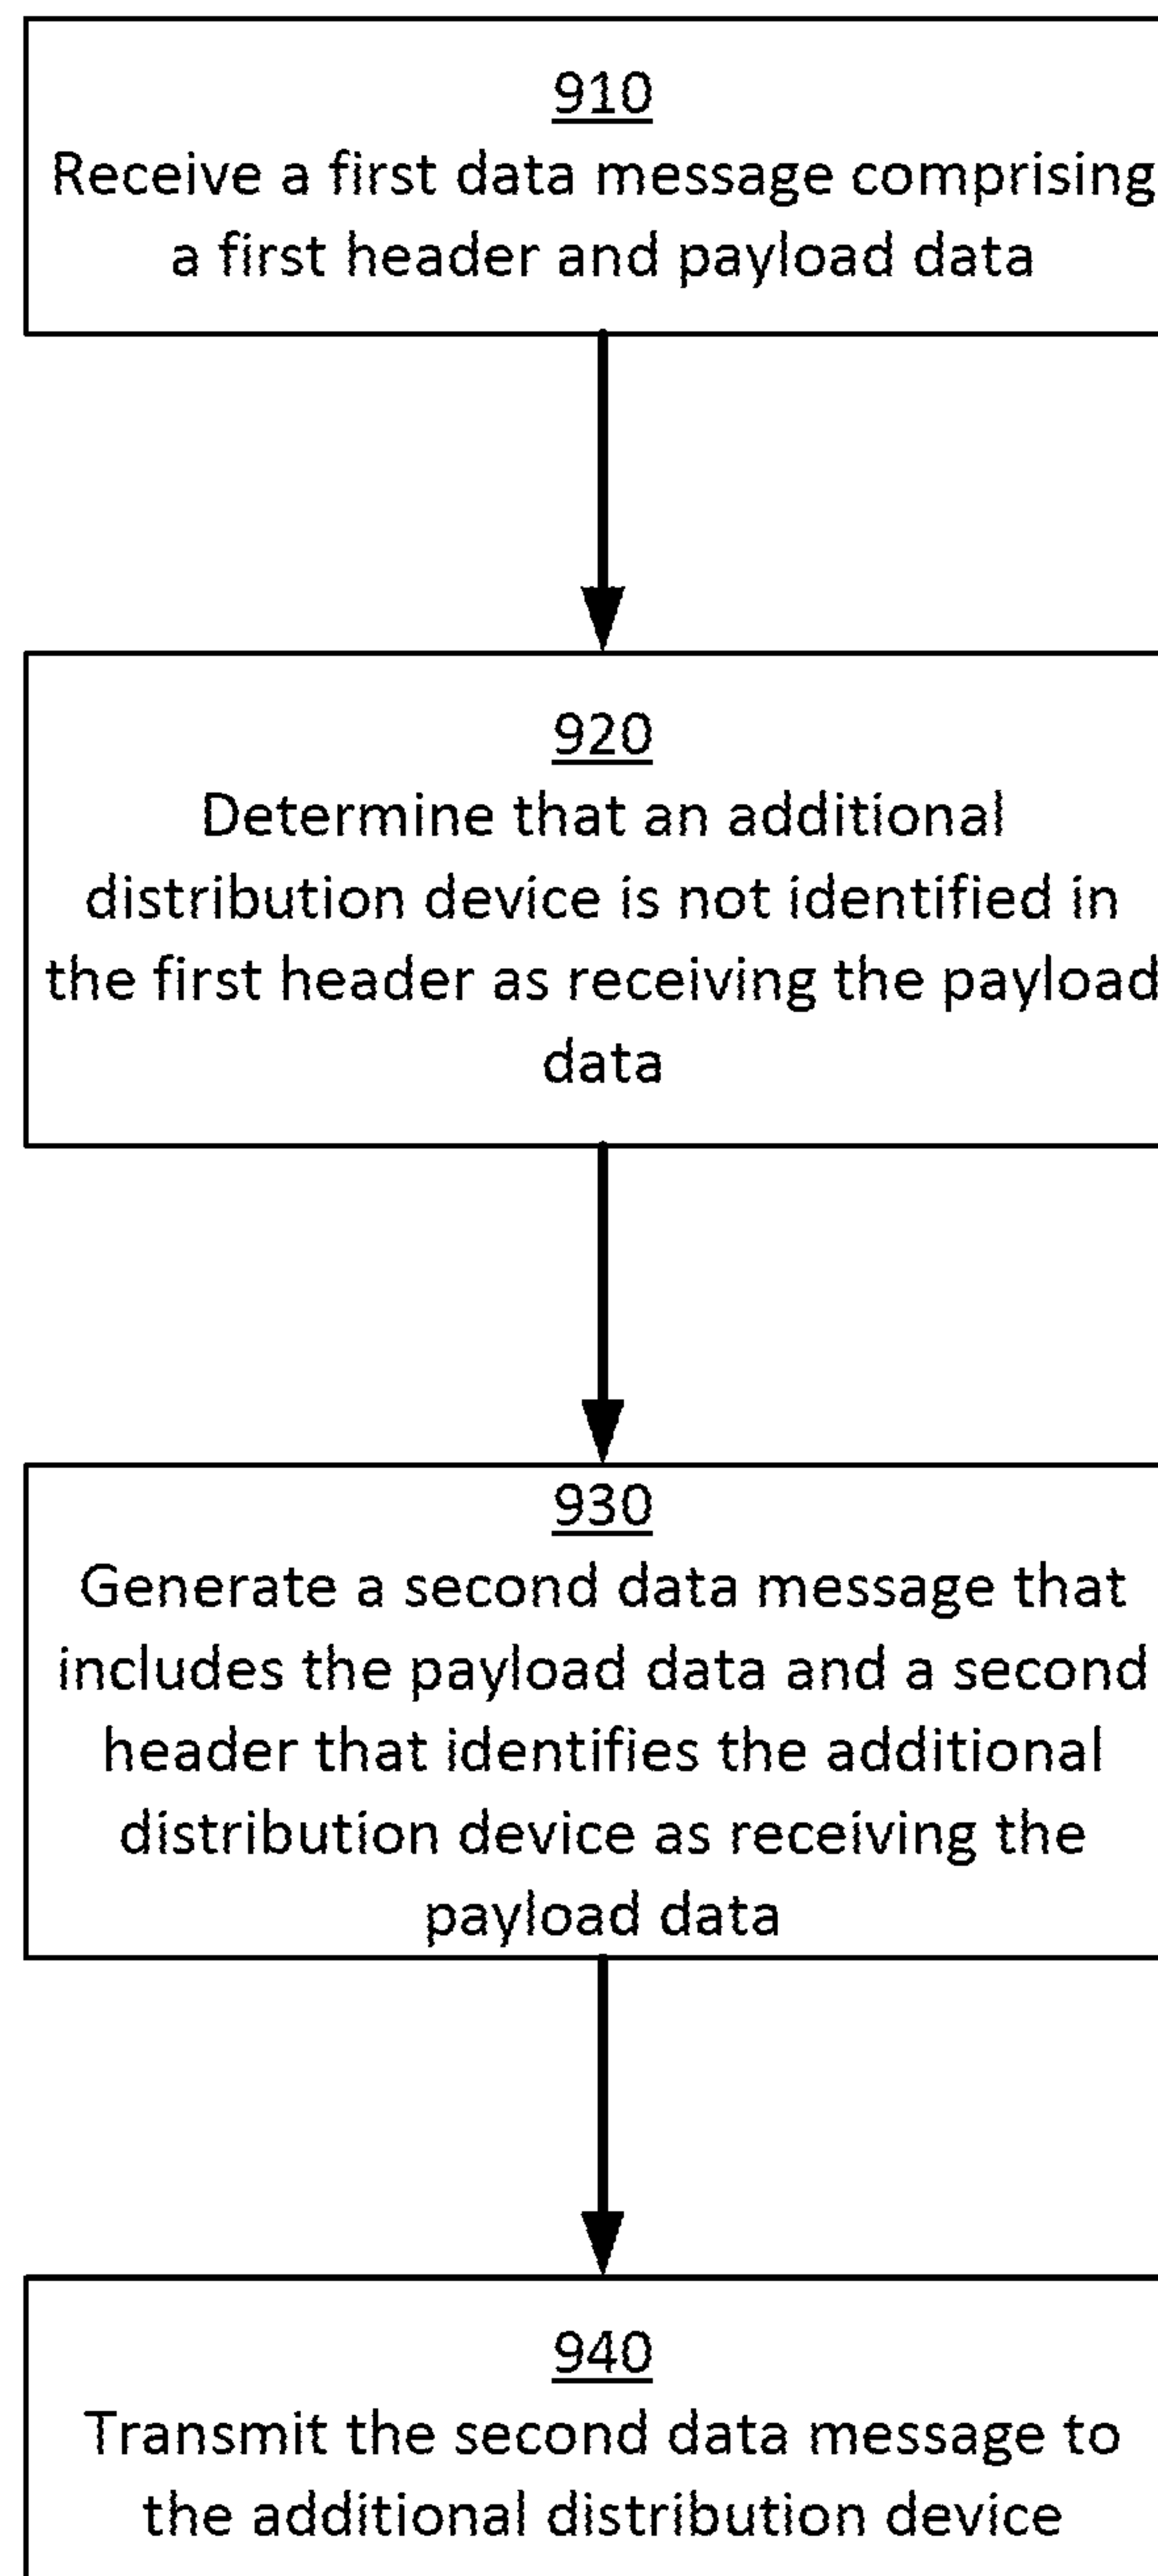 910
Receive a first data message comprising
a first header and payload data
920
Determine that an additional
distribution device is not identified in
the first header as receiving the payload
data
930
Generate a second data message that
includes the payload data and a second
header that identifies the additional
distribution device as receiving the
payload data
940
Transmit the second data message to
the additional distribution device